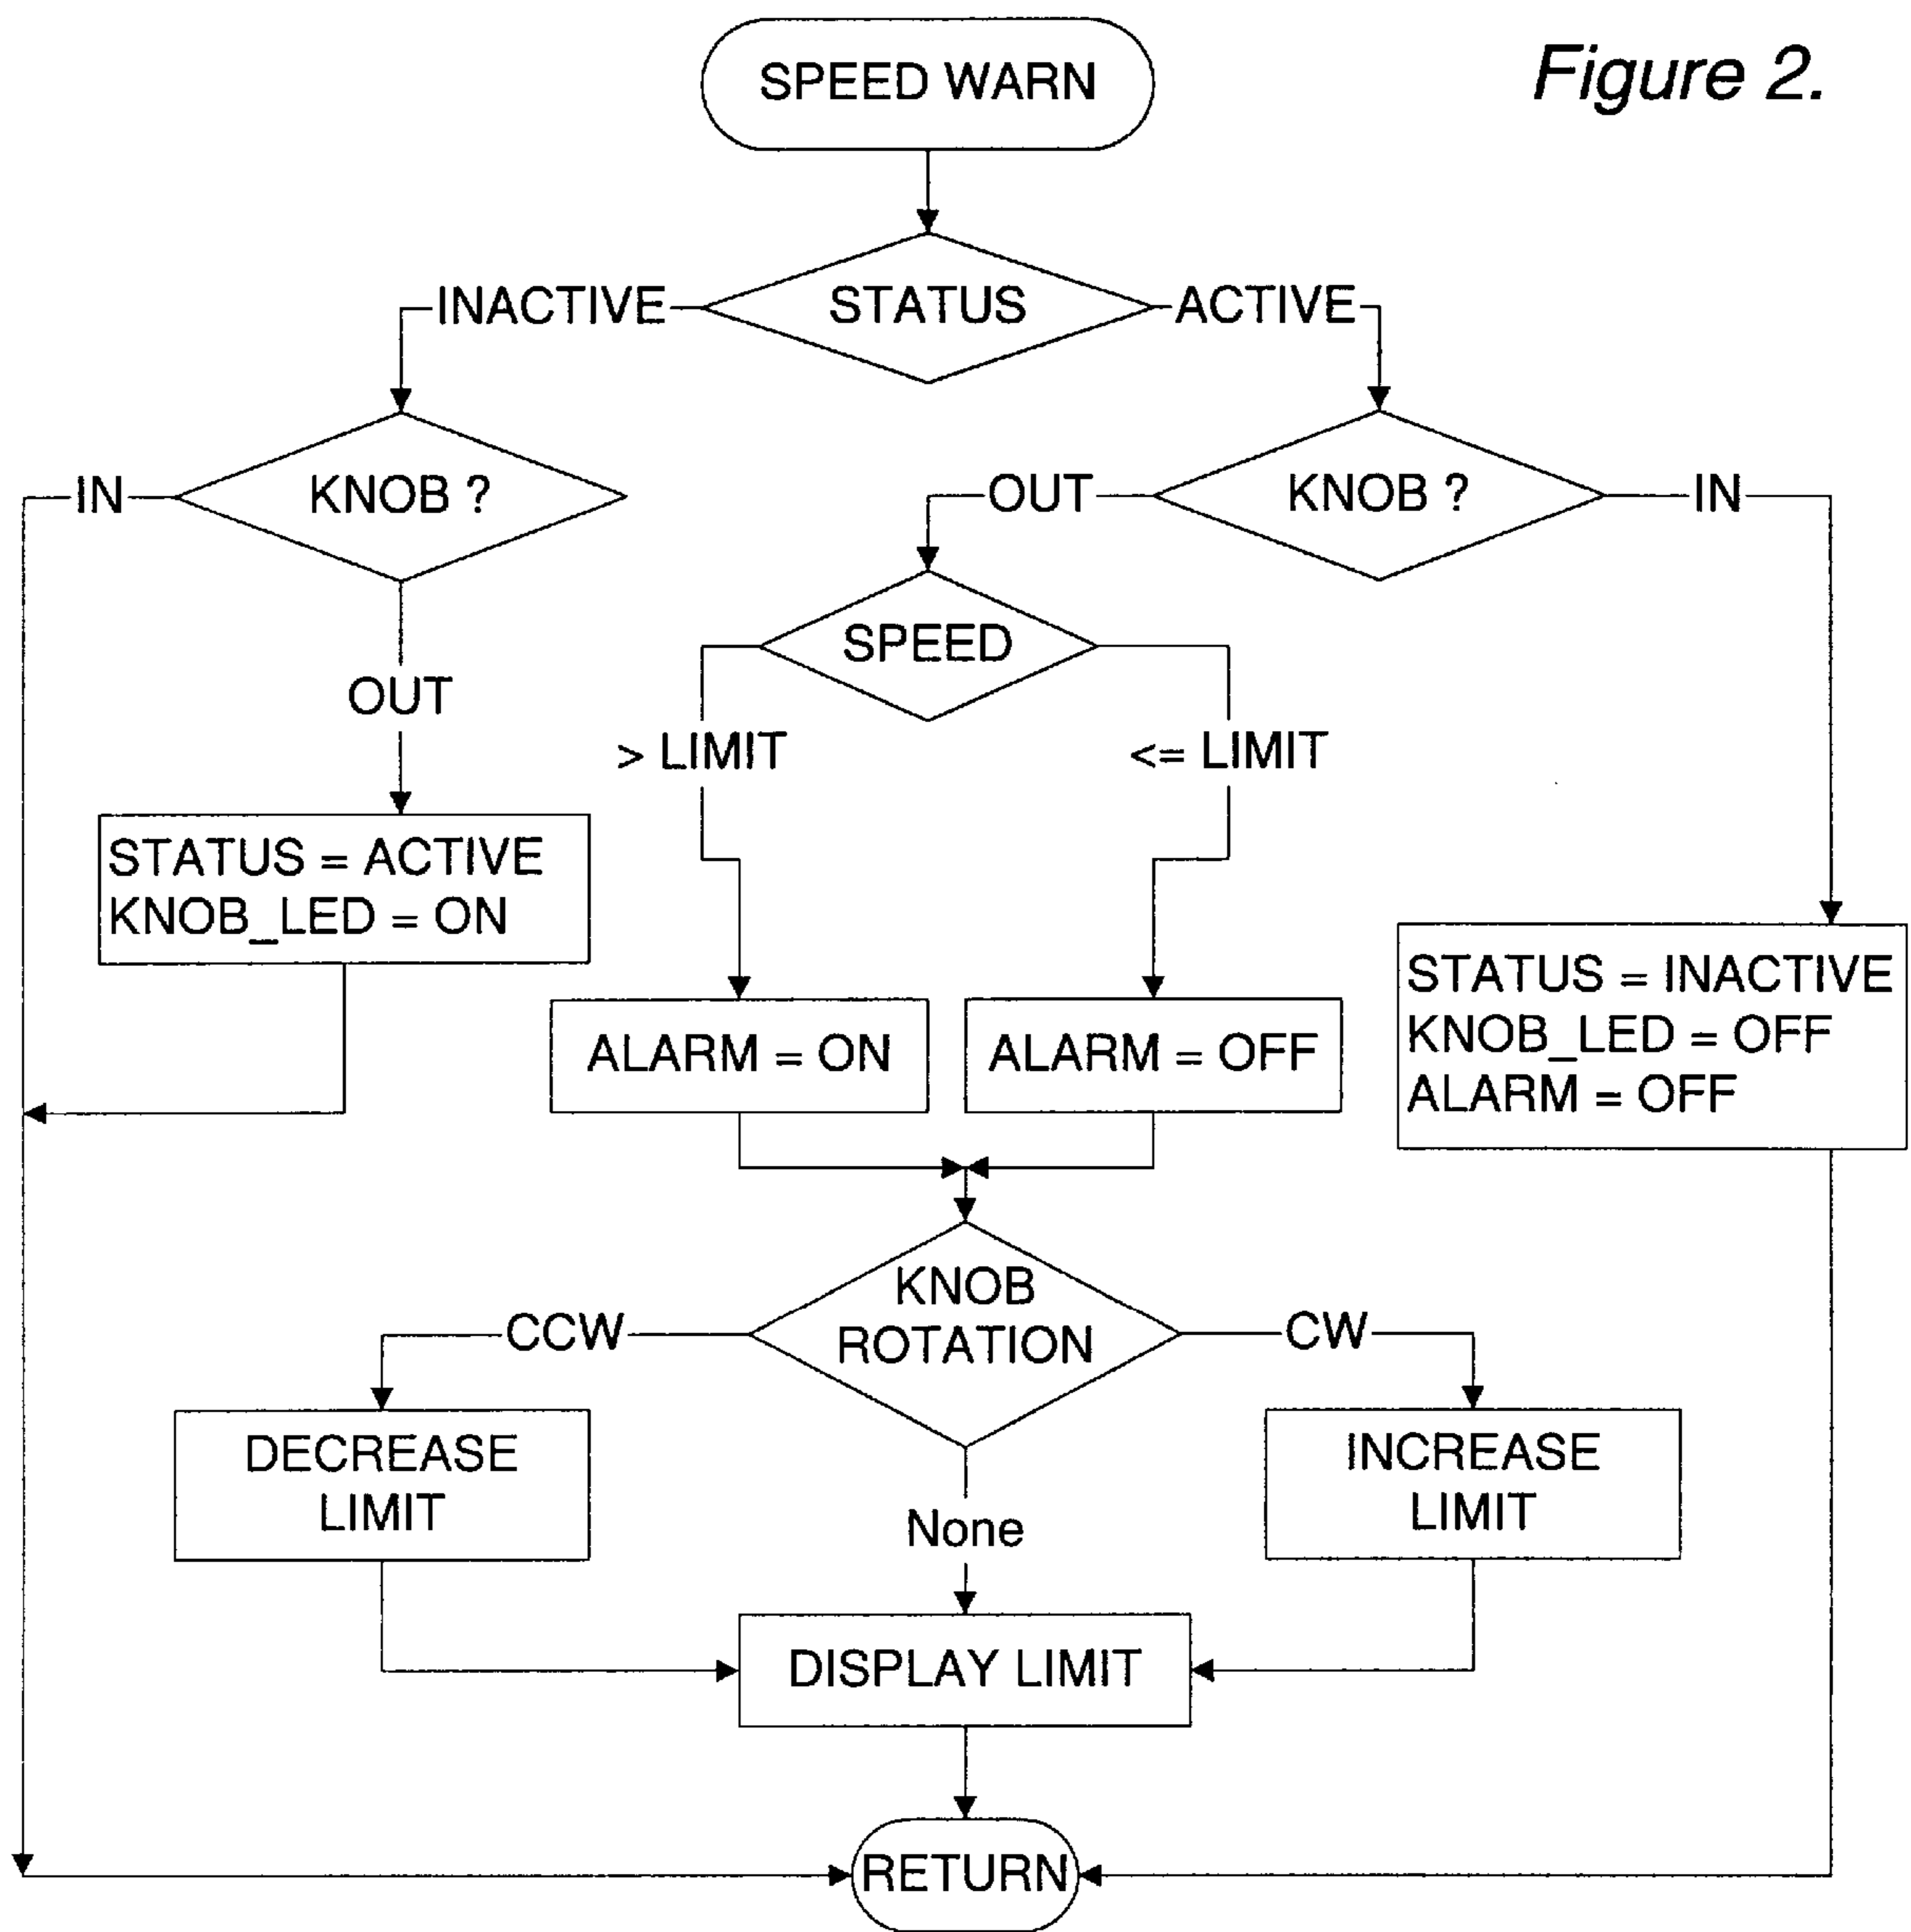 Figure 2.
SPEED WARN
STATUS
INACTIVE
ACTIVE
KNOB ?
IN
OUT
KNOB ?
OUT
IN
SPEED
> LIMIT
<= LIMIT
STATUS = ACTIVE
KNOB_LED = ON
ALARM = ON
ALARM = OFF
STATUS = INACTIVE
KNOB_LED = OFF
ALARM = OFF
KNOB
ROTATION
CCW
CW
None
DECREASE
LIMIT
INCREASE
LIMIT
DISPLAY LIMIT
RETURN